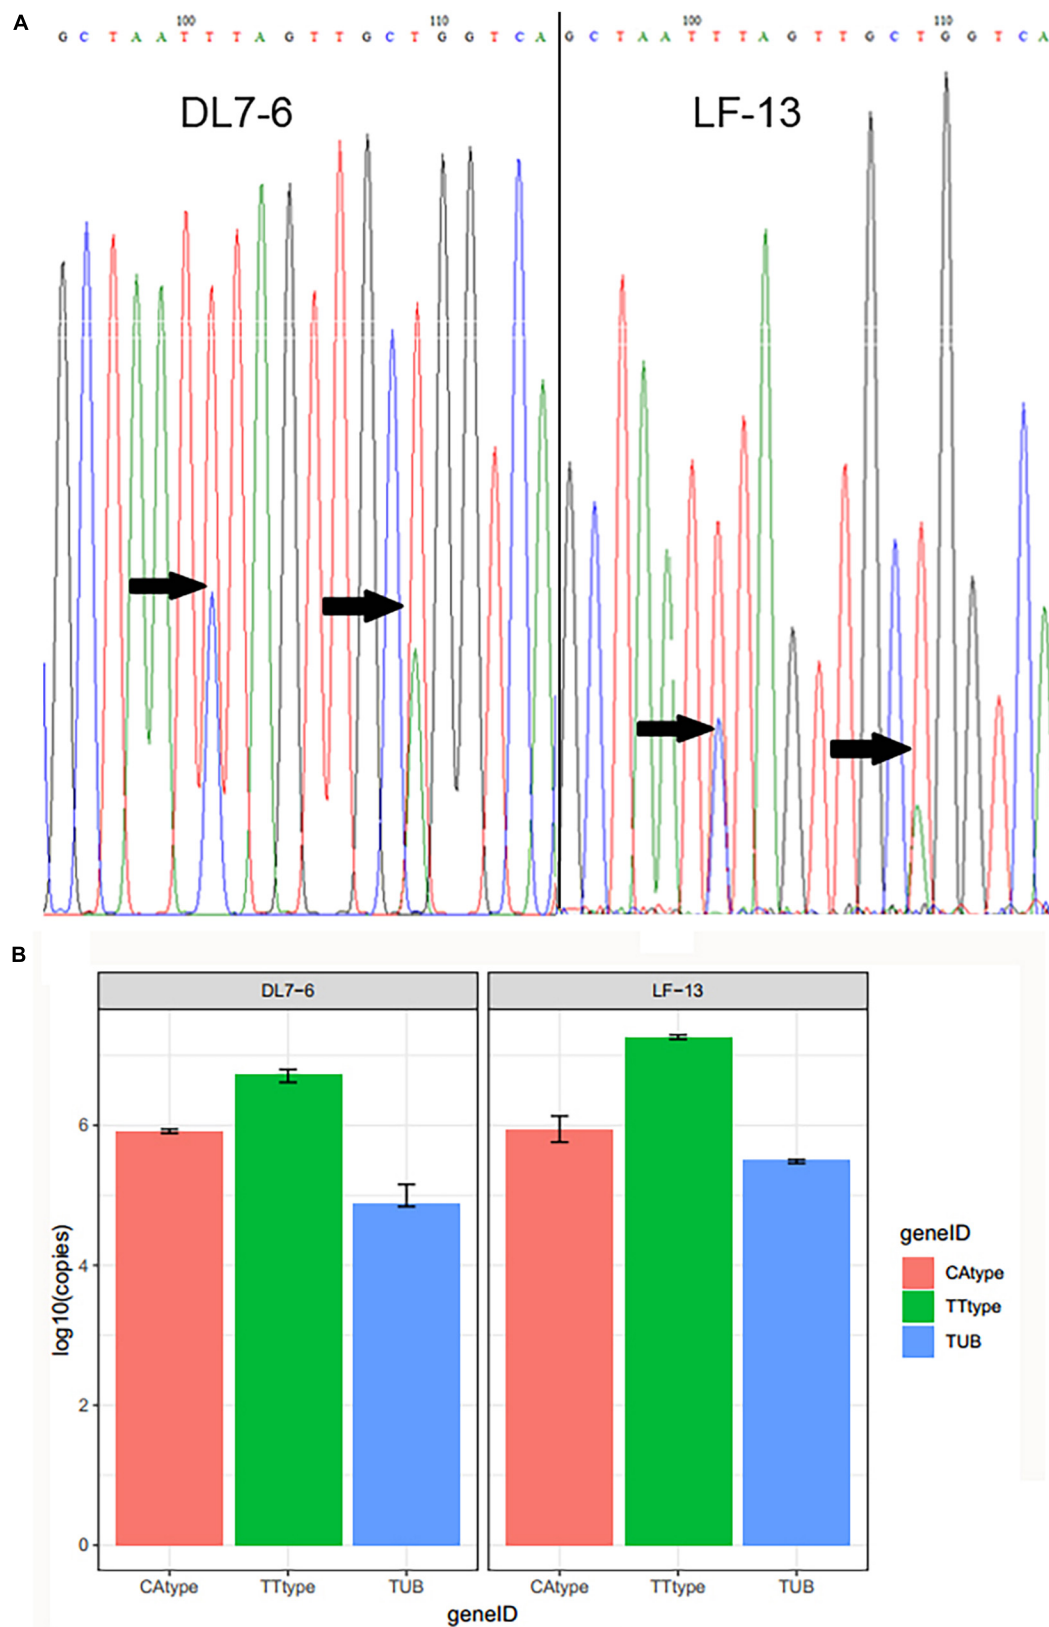 A
100 110 100 110
G C T A A T T T A G T T G C T G G T C A G C T A A T T T A G T T G C T G G T C A
DL7-6 LF-13
B
DL7−6 LF−13
6
4
2
0
log10(copies)
CAtype TTtype TUB CAtype TTtype TUB
geneID
geneID
CAtype
TTtype
TUB